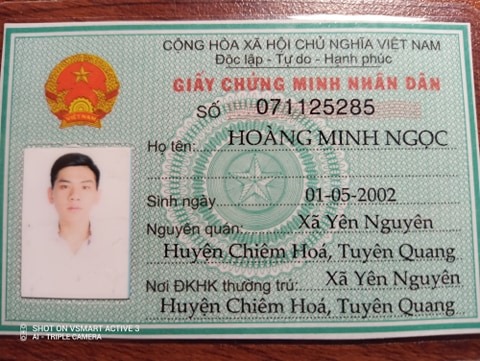 CỘNG HÒA XÃ HỘI CHỦ NGHĨA VIỆT NAM
Độc lập - Tự do - Hạnh phúc
GIẤY CHỨNG MINH NHÂN DÂN
SỐ 071125285
Họ tên: HOÀNG MINH NGỌC
Sinh ngày 01-05-2002
Nguyên quán: Xã Yên Nguyên
Huyện Chiêm Hoá, Tuyên Quang
Nơi ĐKHK thường trú: Xã Yên Nguyên
Huyện Chiêm Hoá, Tuyên Quang
VIỆT NAM
SHOT ON VSMART ACTIVE 3
AI - TRIPLE CAMERA